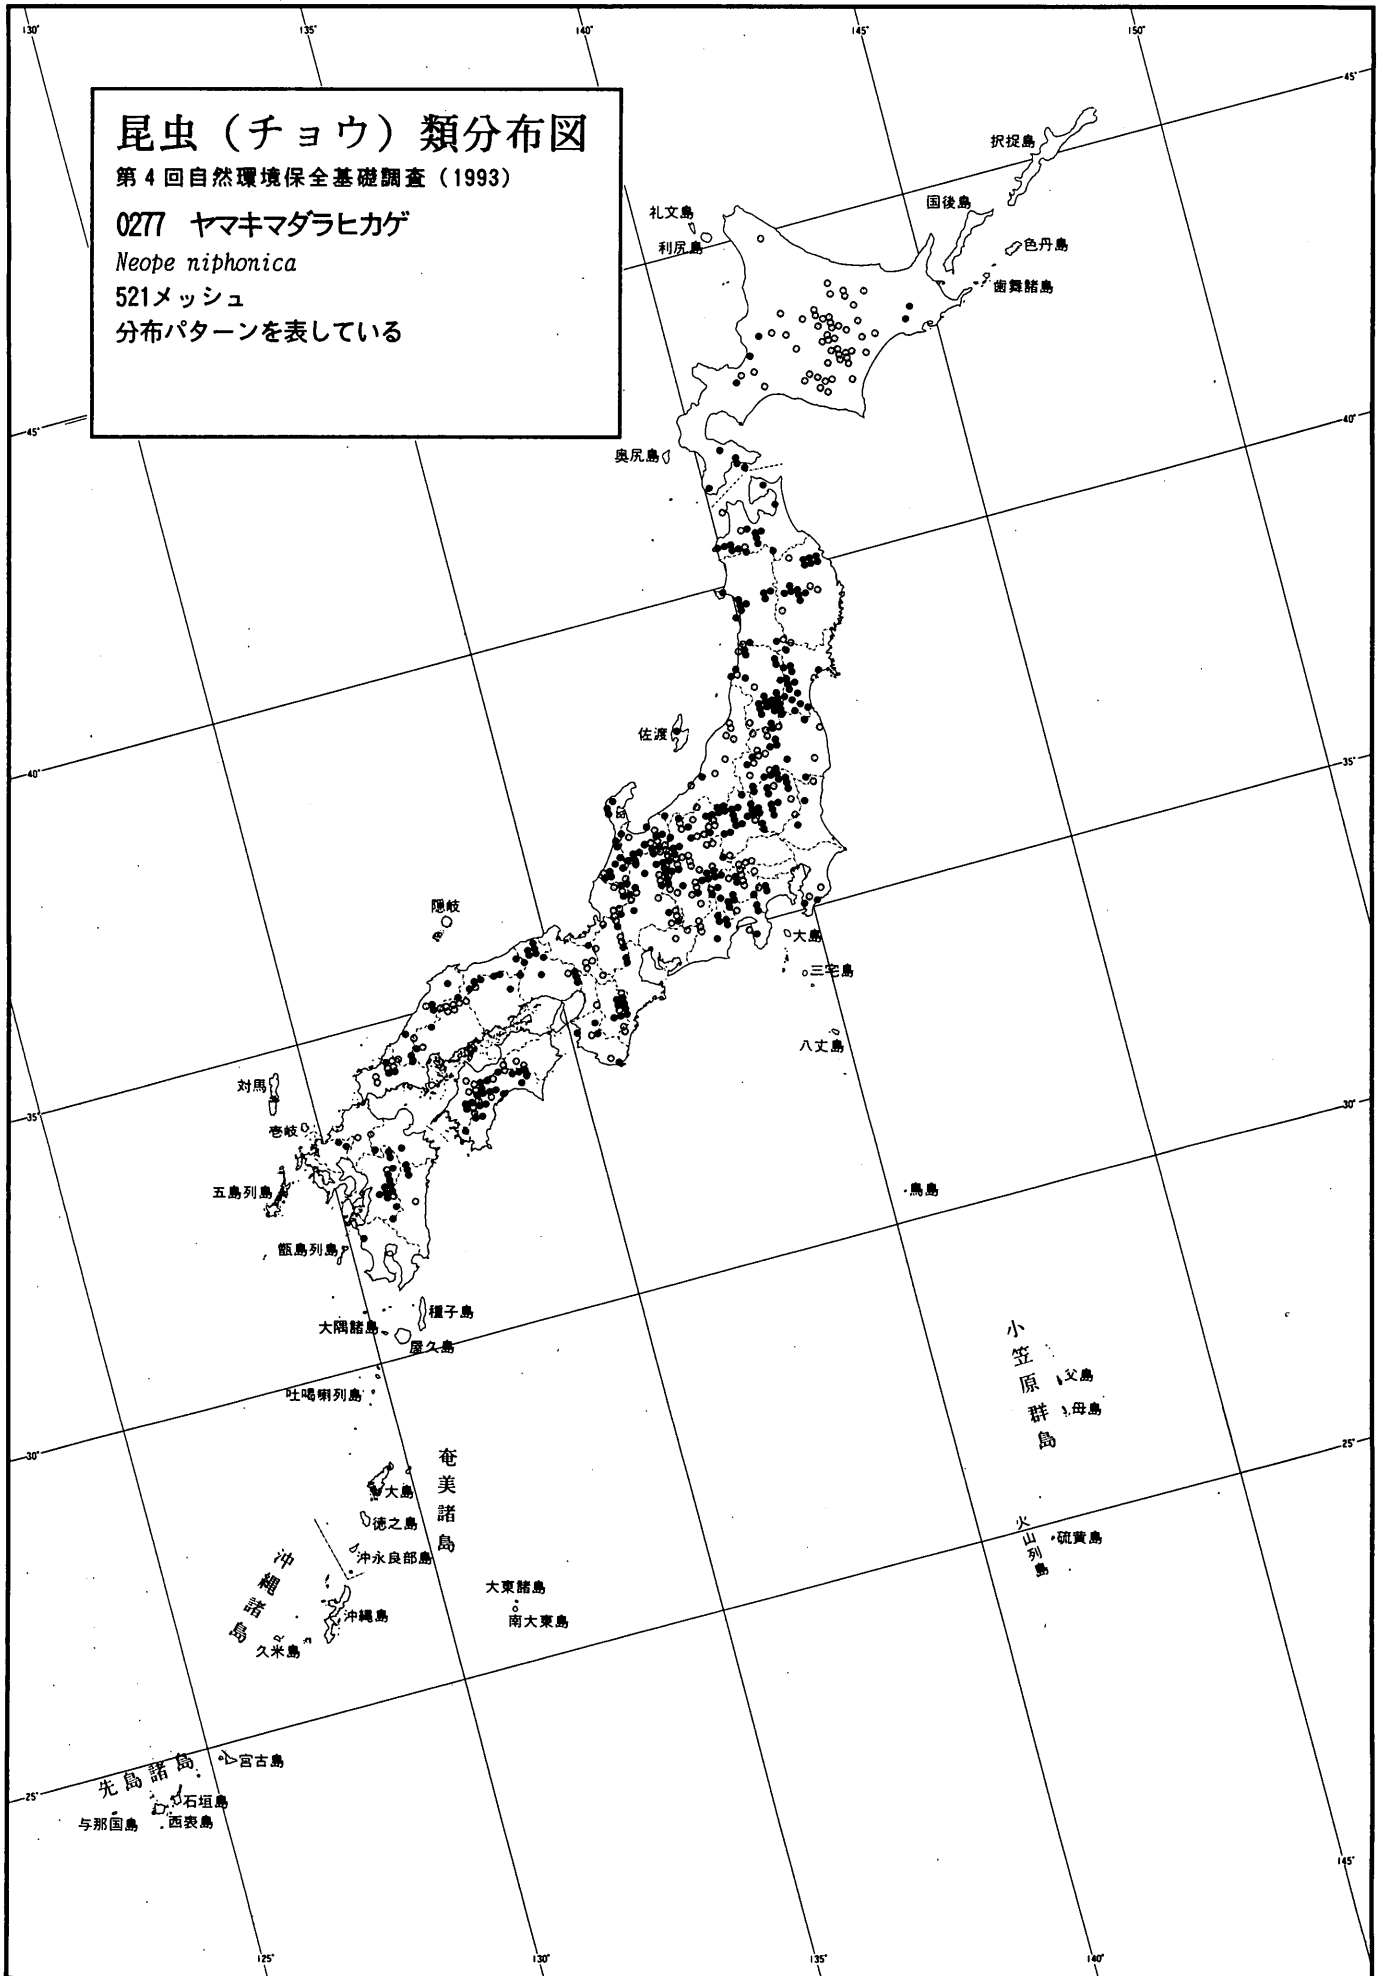 130°
135°
140°
145°
150°
昆虫（チョウ）類分布図
第4回自然環境保全基礎調査（1993）
0277 ヤマキマダラヒカゲ
Neope niphonica
521メッシュ
分布パターンを表している
45°
択捉島
国後島
礼文島
利尻島
色丹島
歯舞諸島
45°
40°
奥尻島
佐渡
40°
35°
隠岐
大島
三宅島
八丈島
対馬
35°
壱岐
30°
五島列島
鳥島
甑島列島
種子島
大隅諸島
屋久島
吐喝喇列島
小笠原群島
父島
母島
30°
25°
奄美諸島
大島
徳之島
沖永良部島
火山列島
硫黄島
沖縄諸島
沖縄島
久米島
大東諸島
南大東島
先島諸島
宮古島
25°
石垣島
与那国島
西表島
145°
125°
130°
135°
140°